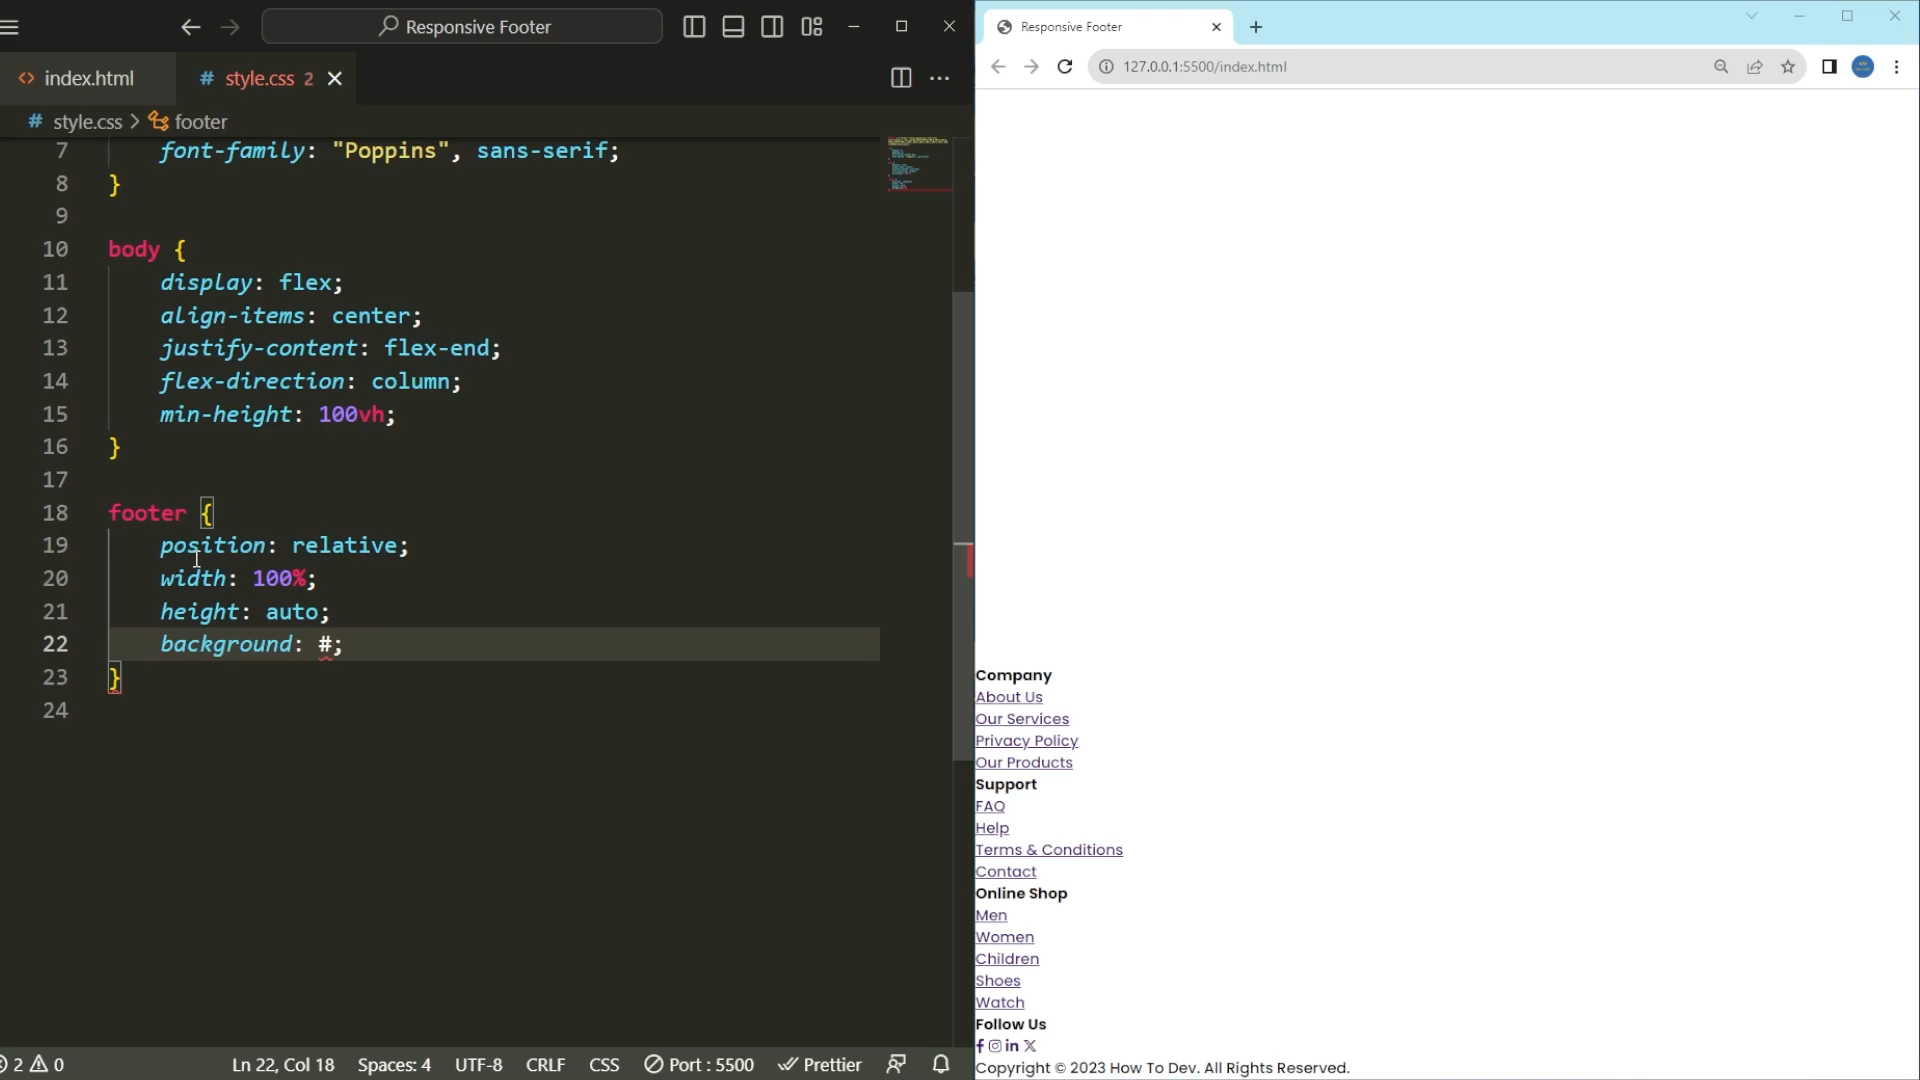 Responsive Footer
index.html
style.css 2
style.css > footer
7 font-family: "Poppins", sans-serif;
8 }
9
10 body {
11 display: flex;
12 align-items: center;
13 justify-content: flex-end;
14 flex-direction: column;
15 min-height: 100vh;
16 }
17
18 footer {
19 position: relative;
20 width: 100%;
21 height: auto;
22 background: #;
23 }
24
2 0
Ln 22, Col 18
Spaces: 4
UTF-8
CRLF
CSS
Port : 5500
Prettier
Responsive Footer
127.0.0.1:5500/index.html
Company
About Us
Our Services
Privacy Policy
Our Products
Support
FAQ
Help
Terms & Conditions
Contact
Online Shop
Men
Women
Children
Shoes
Watch
Follow Us
Copyright © 2023 How To Dev. All Rights Reserved.